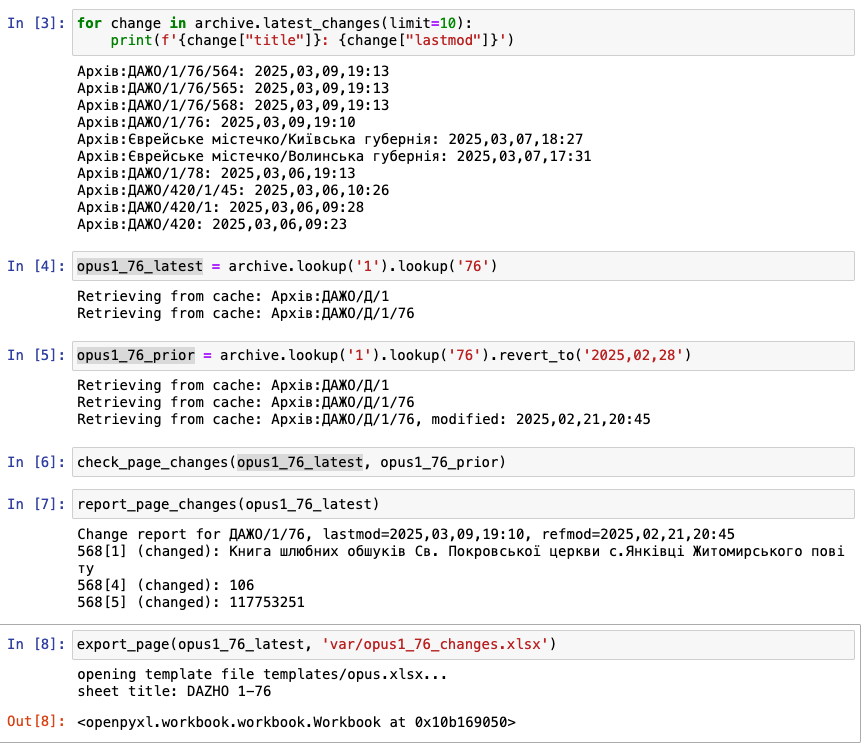 In [3]: for change in archive.latest_changes(limit=10):
print(f'{change["title"]}: {change["lastmod"]}')
Архів:ДАЖО/1/76/564: 2025,03,09,19:13
Архів:ДАЖО/1/76/565: 2025,03,09,19:13
Архів:ДАЖО/1/76/568: 2025,03,09,19:13
Архів:ДАЖО/1/76: 2025,03,09,19:10
Архів:Єврейське містечко/Київська губернія: 2025,03,07,18:27
Архів:Єврейське містечко/Волинська губернія: 2025,03,07,17:31
Архів:ДАЖО/1/78: 2025,03,06,19:13
Архів:ДАЖО/420/1/45: 2025,03,06,10:26
Архів:ДАЖО/420/1: 2025,03,06,09:28
Архів:ДАЖО/420: 2025,03,06,09:23
In [4]: opus1_76_latest = archive.lookup('1').lookup('76')
Retrieving from cache: Архів:ДАЖО/Д/1
Retrieving from cache: Архів:ДАЖО/Д/1/76
In [5]: opus1_76_prior = archive.lookup('1').lookup('76').revert_to('2025,02,28')
Retrieving from cache: Архів:ДАЖО/Д/1
Retrieving from cache: Архів:ДАЖО/Д/1/76
Retrieving from cache: Архів:ДАЖО/Д/1/76, modified: 2025,02,21,20:45
In [6]: check_page_changes(opus1_76_latest, opus1_76_prior)
In [7]: report_page_changes(opus1_76_latest)
Change report for ДАЖО/1/76, lastmod=2025,03,09,19:10, refmod=2025,02,21,20:45
568[1] (changed): Книга шлюбних обшуків Св. Покровської церкви с.Янківці Житомирського пові
ту
568[4] (changed): 106
568[5] (changed): 117753251
In [8]: export_page(opus1_76_latest, 'var/opus1_76_changes.xlsx')
opening template file templates/opus.xlsx...
sheet title: DAZHO 1-76
Out[8]: <openpyxl.workbook.workbook.Workbook at 0x10b169050>